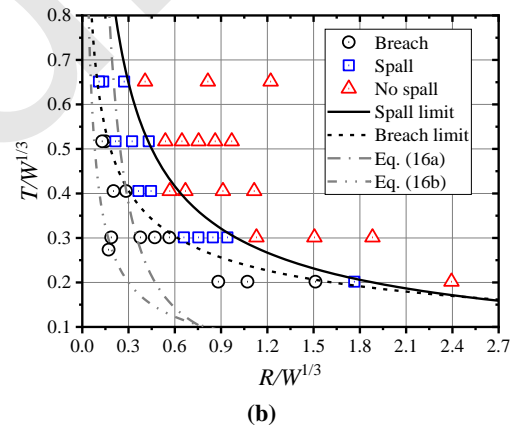 0.8
0.7
0.6
0.5
0.4
0.3
0.2
0.1
T/W^{1/3}
Breach
Spall
No spall
Spall limit
Breach limit
Eq. (16a)
Eq. (16b)
0.0 0.3 0.6 0.9 1.2 1.5 1.8 2.1 2.4 2.7
R/W^{1/3}
(b)